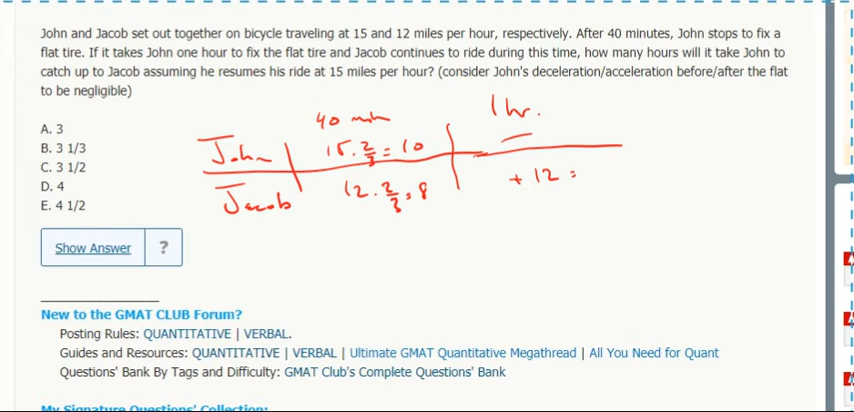 John and Jacob set out together on bicycle traveling at 15 and 12 miles per hour, respectively. After 40 minutes, John stops to fix a
flat tire. If it takes John one hour to fix the flat tire and Jacob continues to ride during this time, how many hours will it take John to
catch up to Jacob assuming he resumes his ride at 15 miles per hour? (consider John's deceleration/acceleration before/after the flat
to be negligible)
A. 3
B. 3 1/3
C. 3 1/2
D. 4
E. 4 1/2
40 min
1 hr.
John 15 · 2/3 = 10 —
Jacob 12 · 2/3 = 8 + 12 =
Show Answer ?
New to the GMAT CLUB Forum?
Posting Rules: QUANTITATIVE | VERBAL.
Guides and Resources: QUANTITATIVE | VERBAL | Ultimate GMAT Quantitative Megathread | All You Need for Quant
Questions' Bank By Tags and Difficulty: GMAT Club's Complete Questions' Bank
My Signature Questions' Collection: